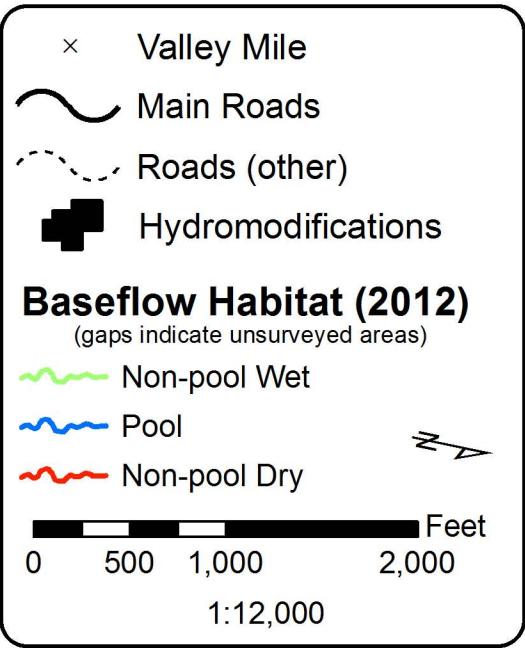 Valley Mile
Main Roads
Roads (other)
Hydromodifications
Baseflow Habitat (2012)
(gaps indicate unsurveyed areas)
Non-pool Wet
Pool
N
Non-pool Dry
Feet
0 500 1,000 2,000
1:12,000